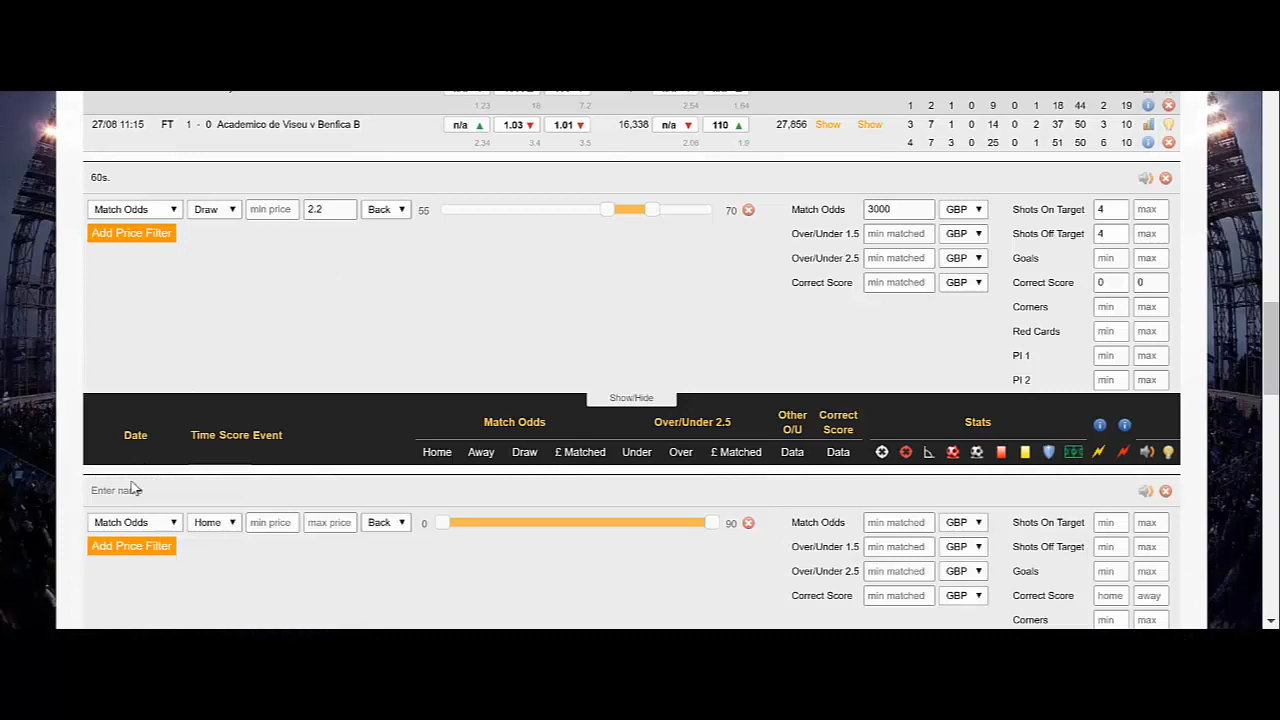 1.23 18 7.2 2.54 1.64 1 2 1 0 9 0 1 18 44 2 19
27/08 11:15 FT 1 - 0 Academico de Viseu v Benfica B n/a 1.03 1.01 16,338 n/a 110 27,856 Show Show 3 7 1 0 14 0 2 37 50 3 10
2.34 3.4 3.5 2.06 1.9 4 7 3 0 25 0 1 51 50 6 10
60s.
Match Odds Draw min price 2.2 Back 55 70 Match Odds 3000 GBP Shots On Target 4 max
Add Price Filter Over/Under 1.5 min matched GBP Shots Off Target 4 max
Over/Under 2.5 min matched GBP Goals min max
Correct Score min matched GBP Correct Score 0 0
Corners min max
Red Cards min max
PI 1 min max
PI 2 min max
Show/Hide
Date Time Score Event Match Odds Over/Under 2.5 Other O/U Correct Score Stats
Home Away Draw £ Matched Under Over £ Matched Data Data
Enter name
Match Odds Home min price max price Back 0 90 Match Odds min matched GBP Shots On Target min max
Add Price Filter Over/Under 1.5 min matched GBP Shots Off Target min max
Over/Under 2.5 min matched GBP Goals min max
Correct Score min matched GBP Correct Score home away
Corners min max